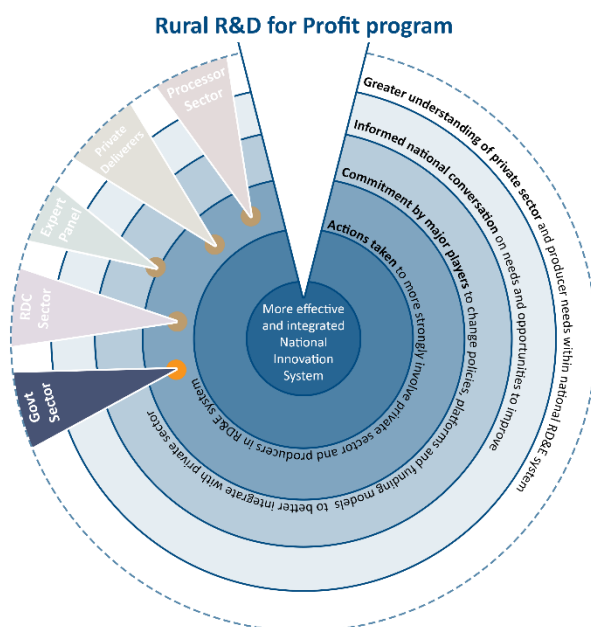 Rural R&D for Profit program
Processor
Sector
Private
Deliverers
Expert
Panel
RDC
Sector
Govt
Sector
Greater understanding of private sector and producer needs within national RD&E system
Informed national conversation on needs and opportunities to improve
Commitment by major players to change policies, platforms and funding models to better integrate with private sector
Actions taken to more strongly involve private sector and producers in RD&E system
More effective
and integrated
National
Innovation
System